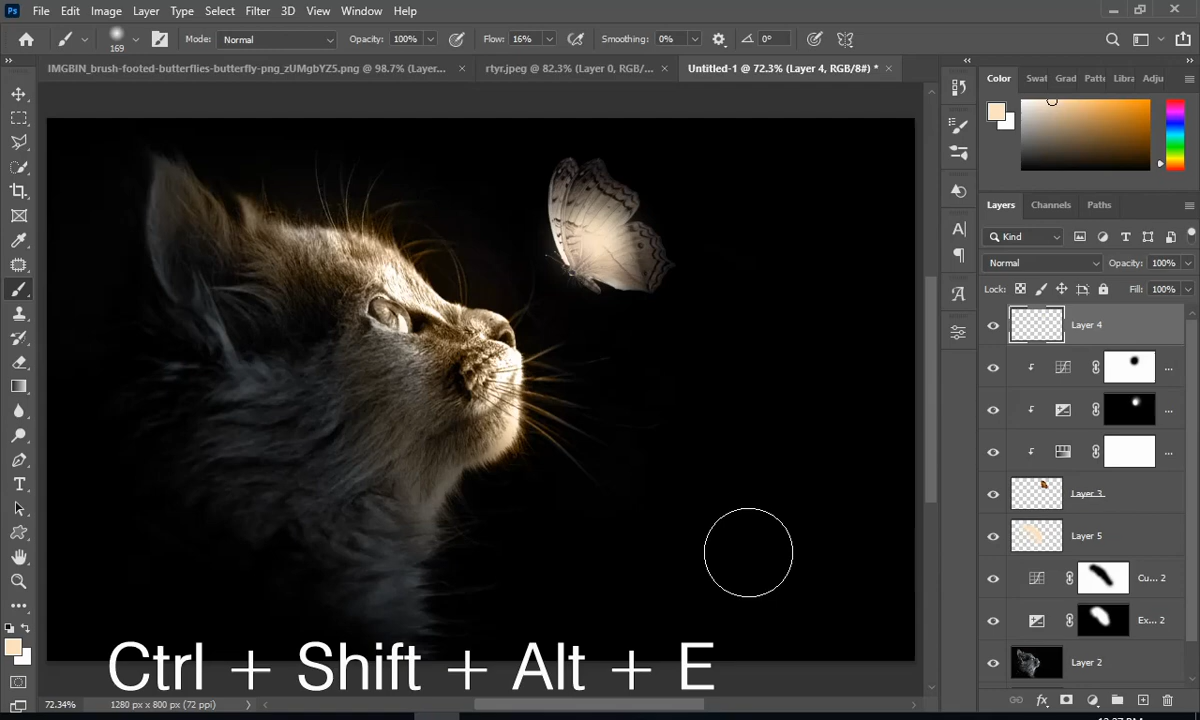 Ps File Edit Image Layer Type Select Filter 3D View Window Help
169 Mode: Normal Opacity: 100% Flow: 16% Smoothing: 0% 0°
IMGBIN_brush-footed-butterflies-butterfly-png_zUMgbYZ5.png @ 98.7% (Layer... × rtyr.jpeg @ 82.3% (Layer 0, RGB/... × Untitled-1 @ 72.3% (Layer 4, RGB/8#) * ×
Color Swat Grad Patte Libra Adju
Layers Channels Paths
Kind
Normal Opacity: 100%
Lock: Fill: 100%
Layer 4
...
...
...
Layer 3
Layer 5
Cu... 2
Ex... 2
Layer 2
Ctrl + Shift + Alt + E
72.34% 1280 px x 800 px (72 ppi)